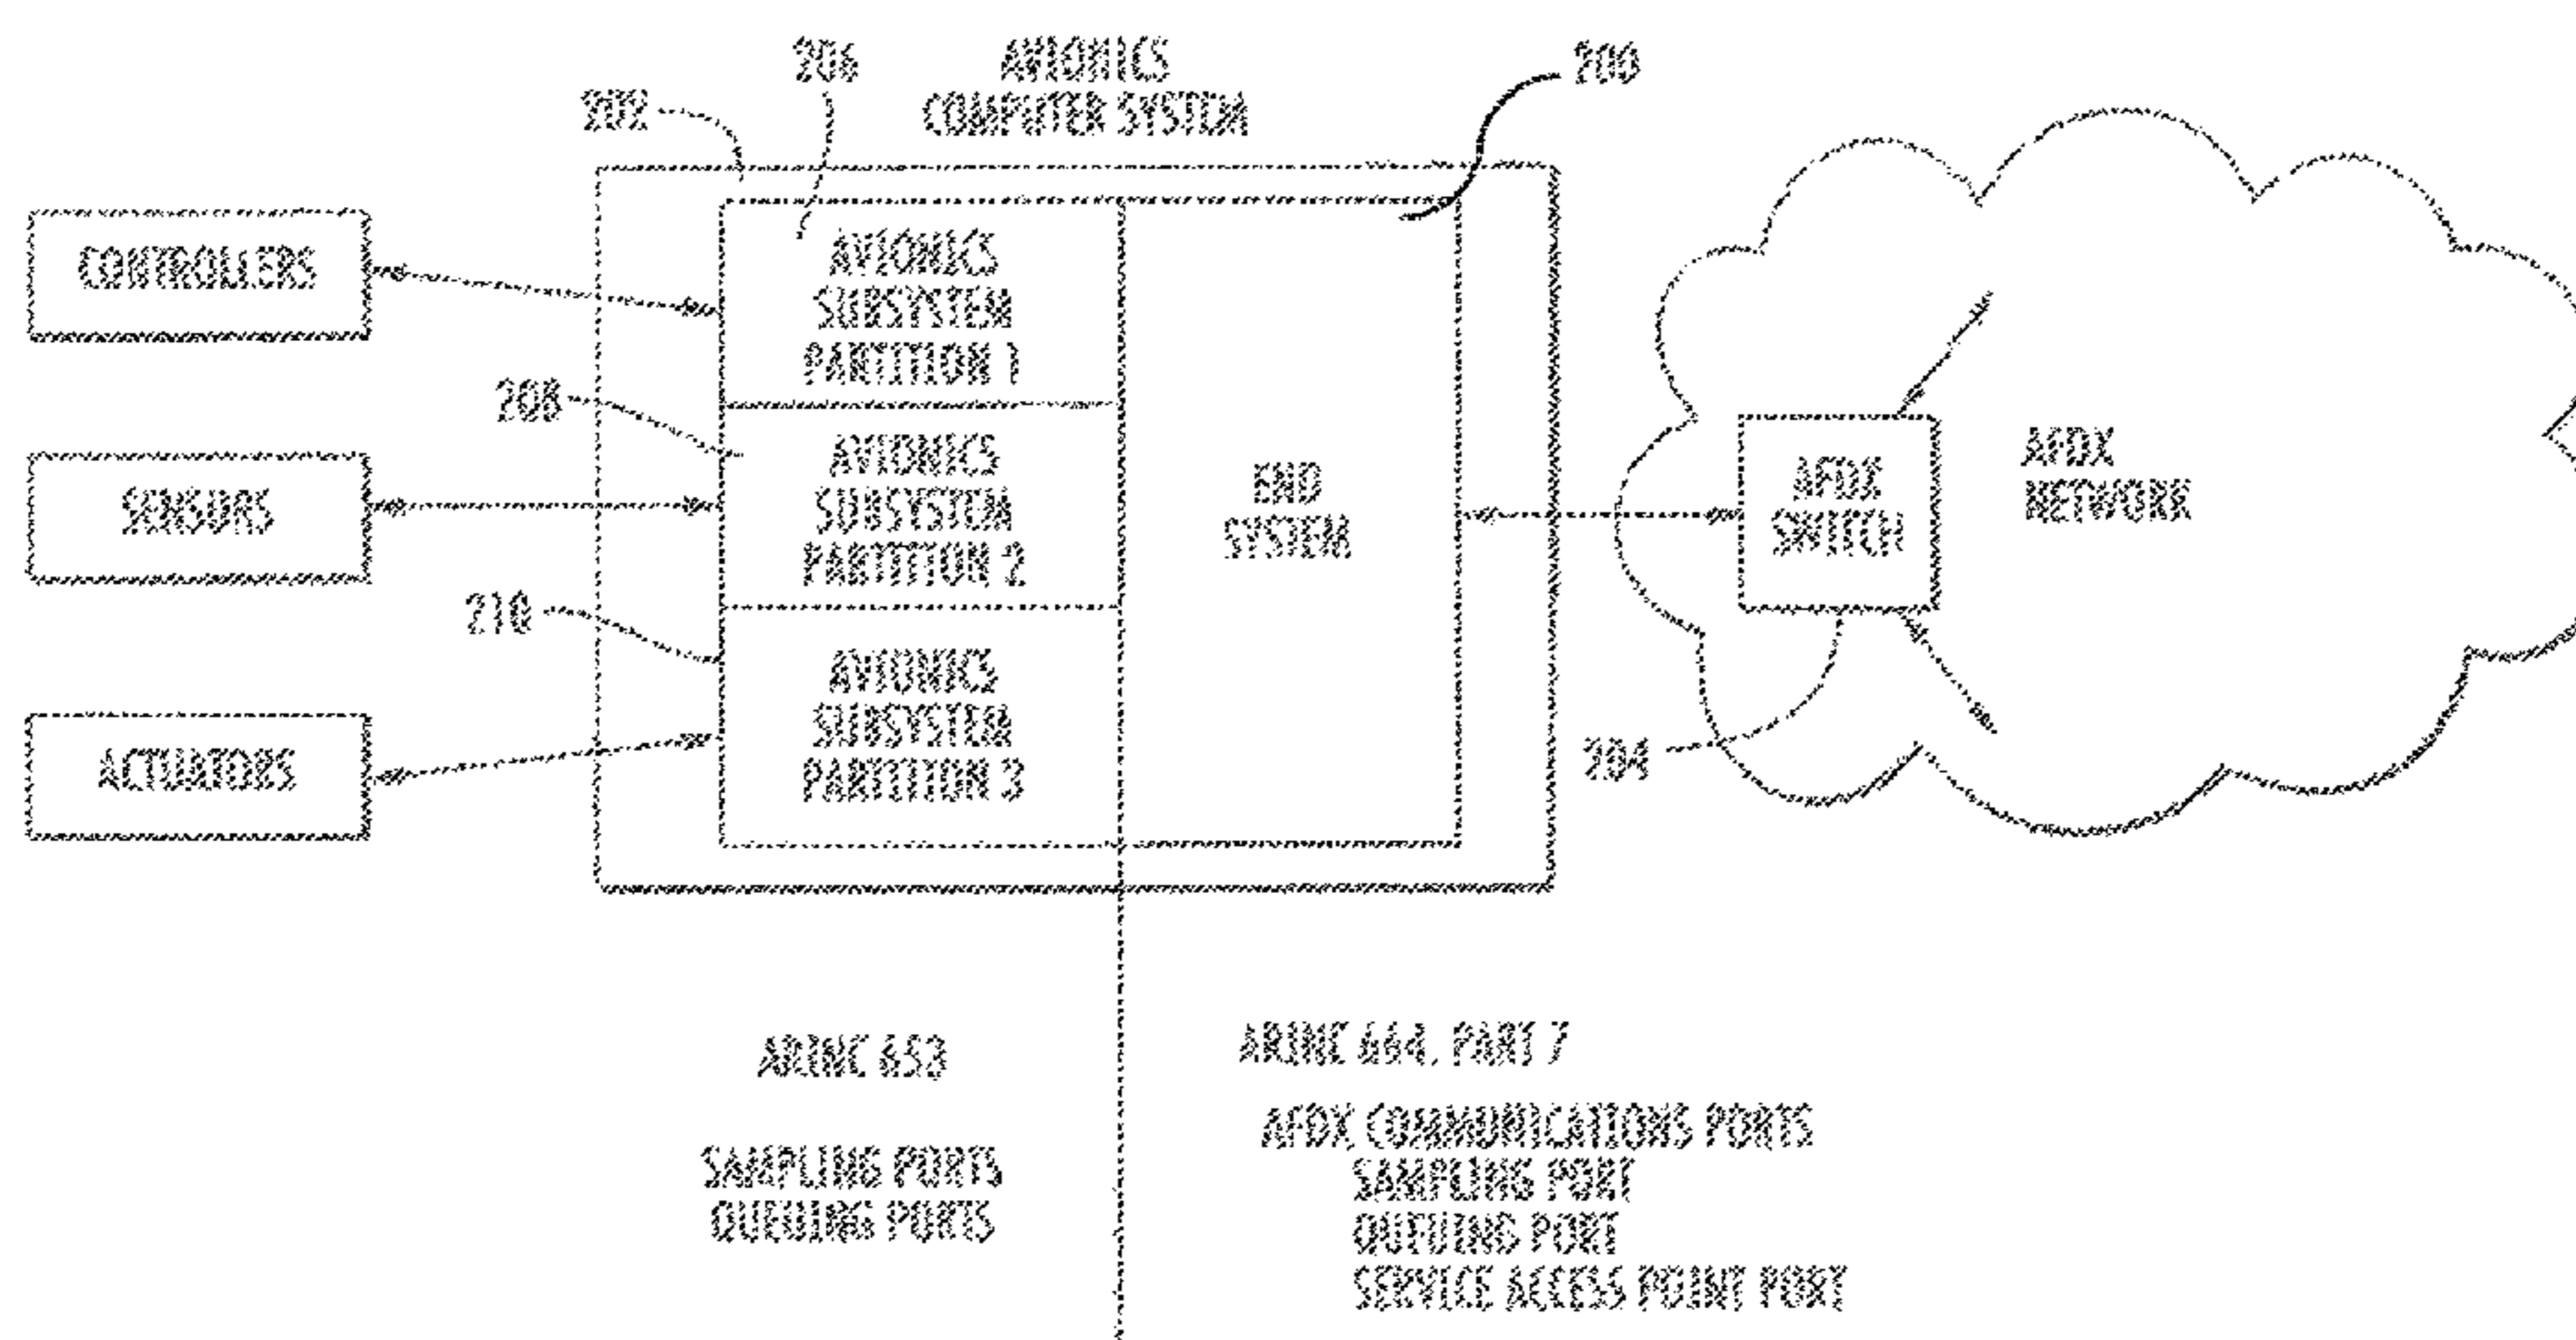 206
AVIONICS
COMPUTER SYSTEM
200
202
CONTROLLERS
AVIONICS
SUBSYSTEM
PARTITION 1
208
SENSORS
AVIONICS
SUBSYSTEM
PARTITION 2
END
SYSTEM
AFDX
SWITCH
AFDX
NETWORK
210
ACTUATORS
AVIONICS
SUBSYSTEM
PARTITION 3
204
ARINC 653
SAMPLING PORTS
QUEUING PORTS
ARINC 664, PART 7
AFDX COMMUNICATIONS PORTS
SAMPLING PORT
QUEUING PORT
SERVICE ACCESS POINT PORT